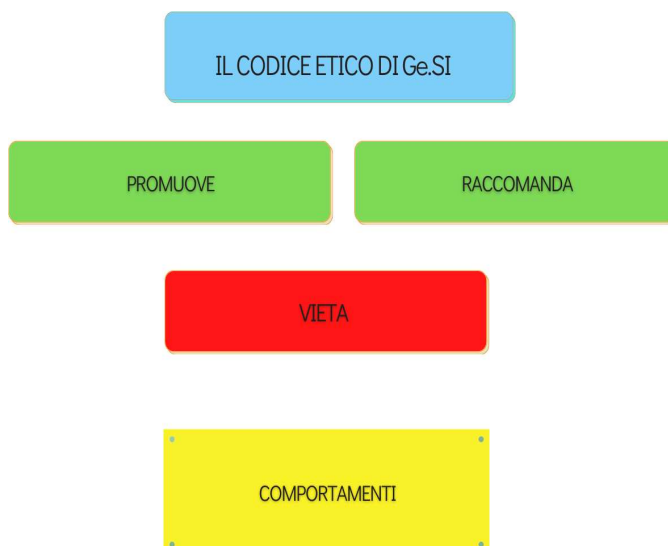 IL CODICE ETICO DI Ge.SI
PROMUOVE
RACCOMANDA
VIETA
COMPORTAMENTI